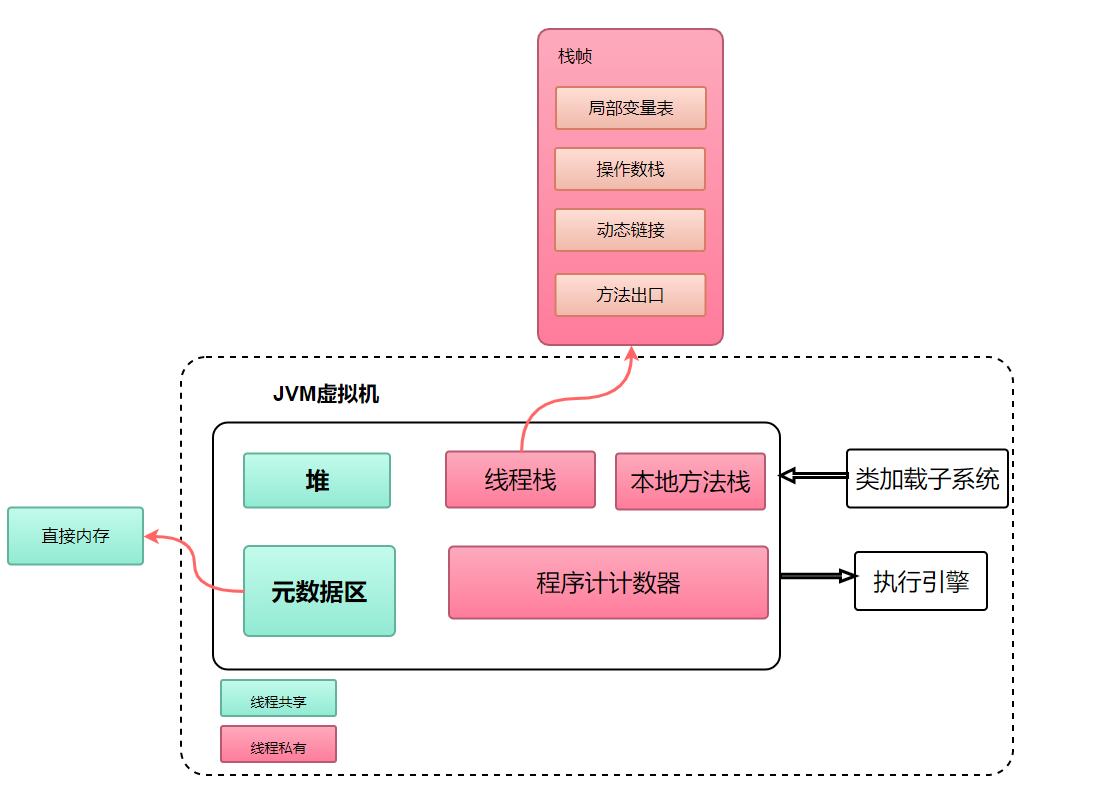 栈帧
局部变量表
操作数栈
动态链接
方法出口
JVM虚拟机
堆
线程栈
本地方法栈
类加载子系统
直接内存
元数据区
程序计计数器
执行引擎
线程共享
线程私有